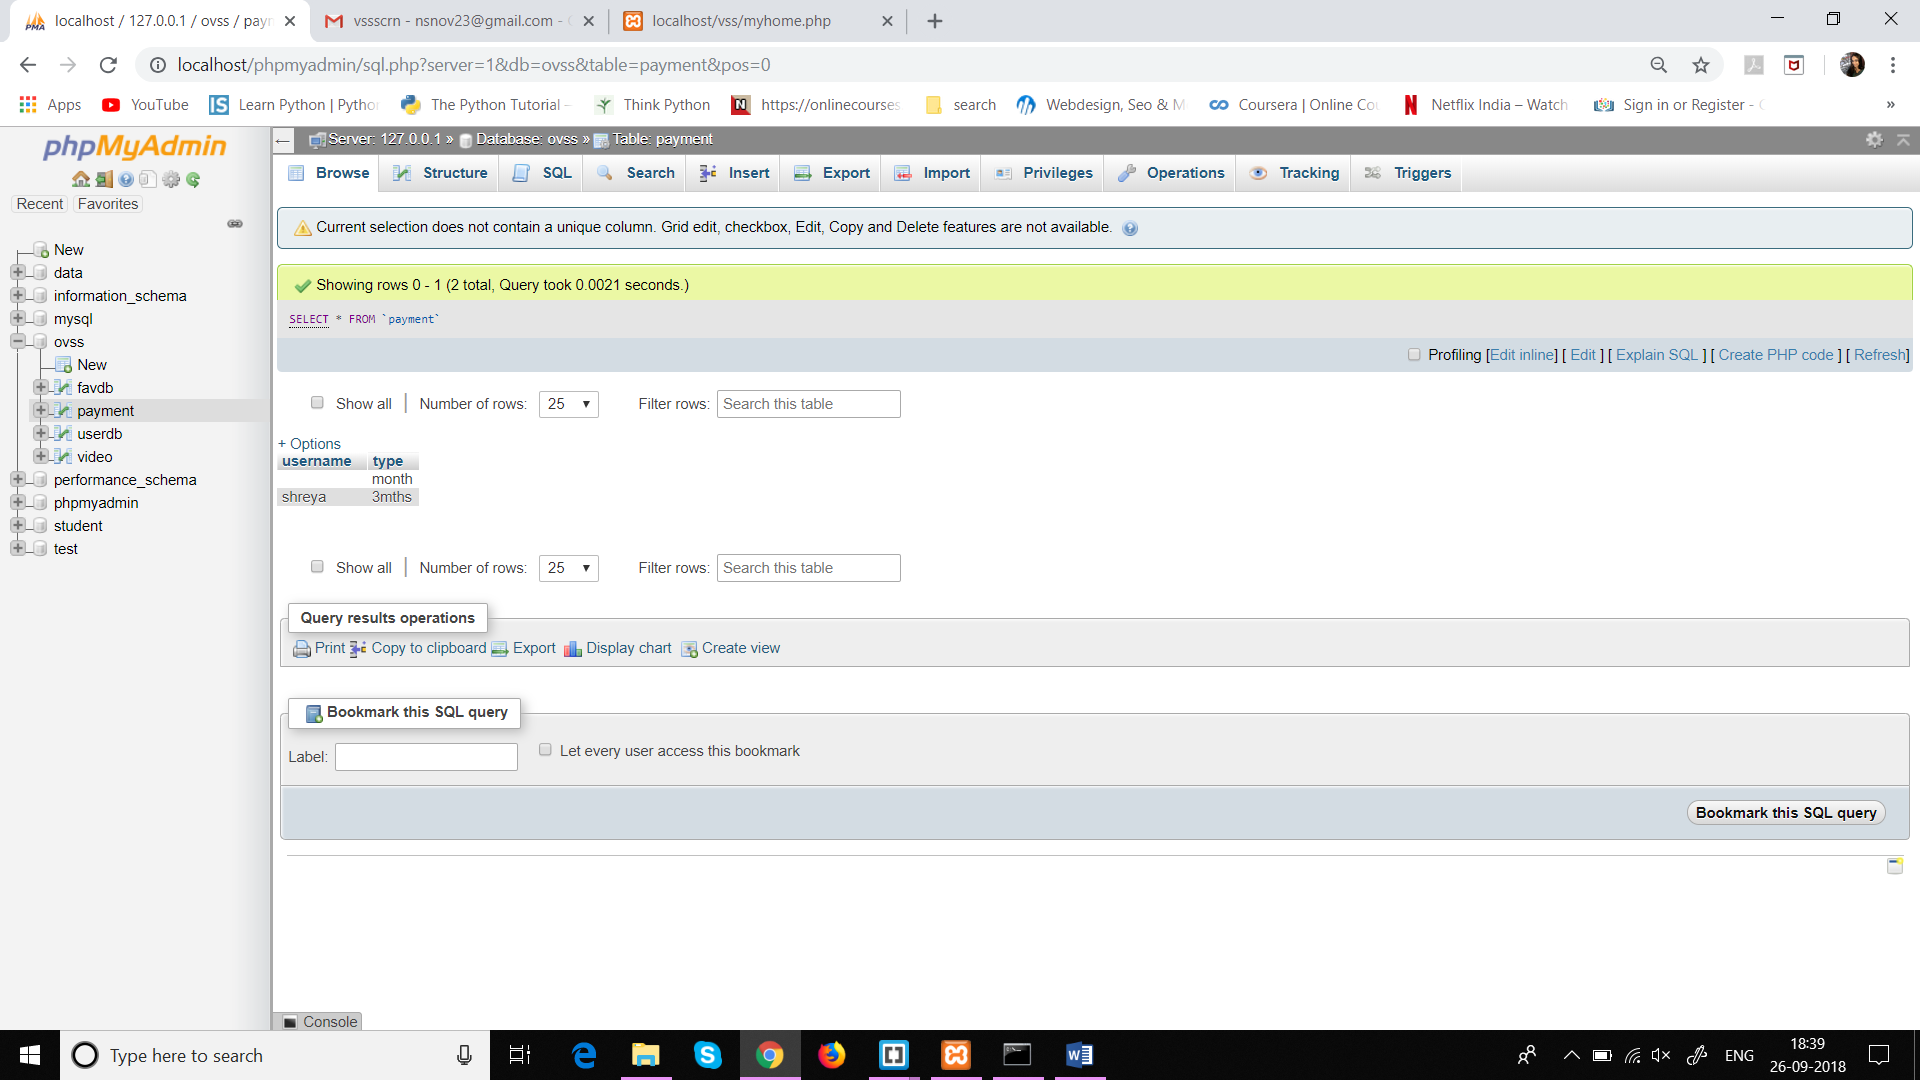 localhost / 127.0.0.1 / ovss / payn
vssscrn - nsnov23@gmail.com -
localhost/vss/myhome.php
localhost/phpmyadmin/sql.php?server=1&db=ovss&table=payment&pos=0
Apps
YouTube
Learn Python | Pytho
The Python Tutorial –
Think Python
https://onlinecourses
search
Webdesign, Seo & M
Coursera | Online Co
Netflix India – Watch
Sign in or Register -
»
phpMyAdmin
Recent
Favorites
New
data
information_schema
mysql
ovss
New
favdb
payment
userdb
video
performance_schema
phpmyadmin
student
test
Server: 127.0.0.1 » Database: ovss » Table: payment
Browse
Structure
SQL
Search
Insert
Export
Import
Privileges
Operations
Tracking
Triggers
Current selection does not contain a unique column. Grid edit, checkbox, Edit, Copy and Delete features are not available.
Showing rows 0 - 1 (2 total, Query took 0.0021 seconds.)
SELECT * FROM `payment`
Profiling [Edit inline] [ Edit ] [ Explain SQL ] [ Create PHP code ] [ Refresh]
Show all | Number of rows: 25 Filter rows: Search this table
+ Options
username type
month
shreya 3mths
Show all | Number of rows: 25 Filter rows: Search this table
Query results operations
Print Copy to clipboard Export Display chart Create view
Bookmark this SQL query
Label:
Let every user access this bookmark
Bookmark this SQL query
Console
Type here to search
ENG
18:39
26-09-2018